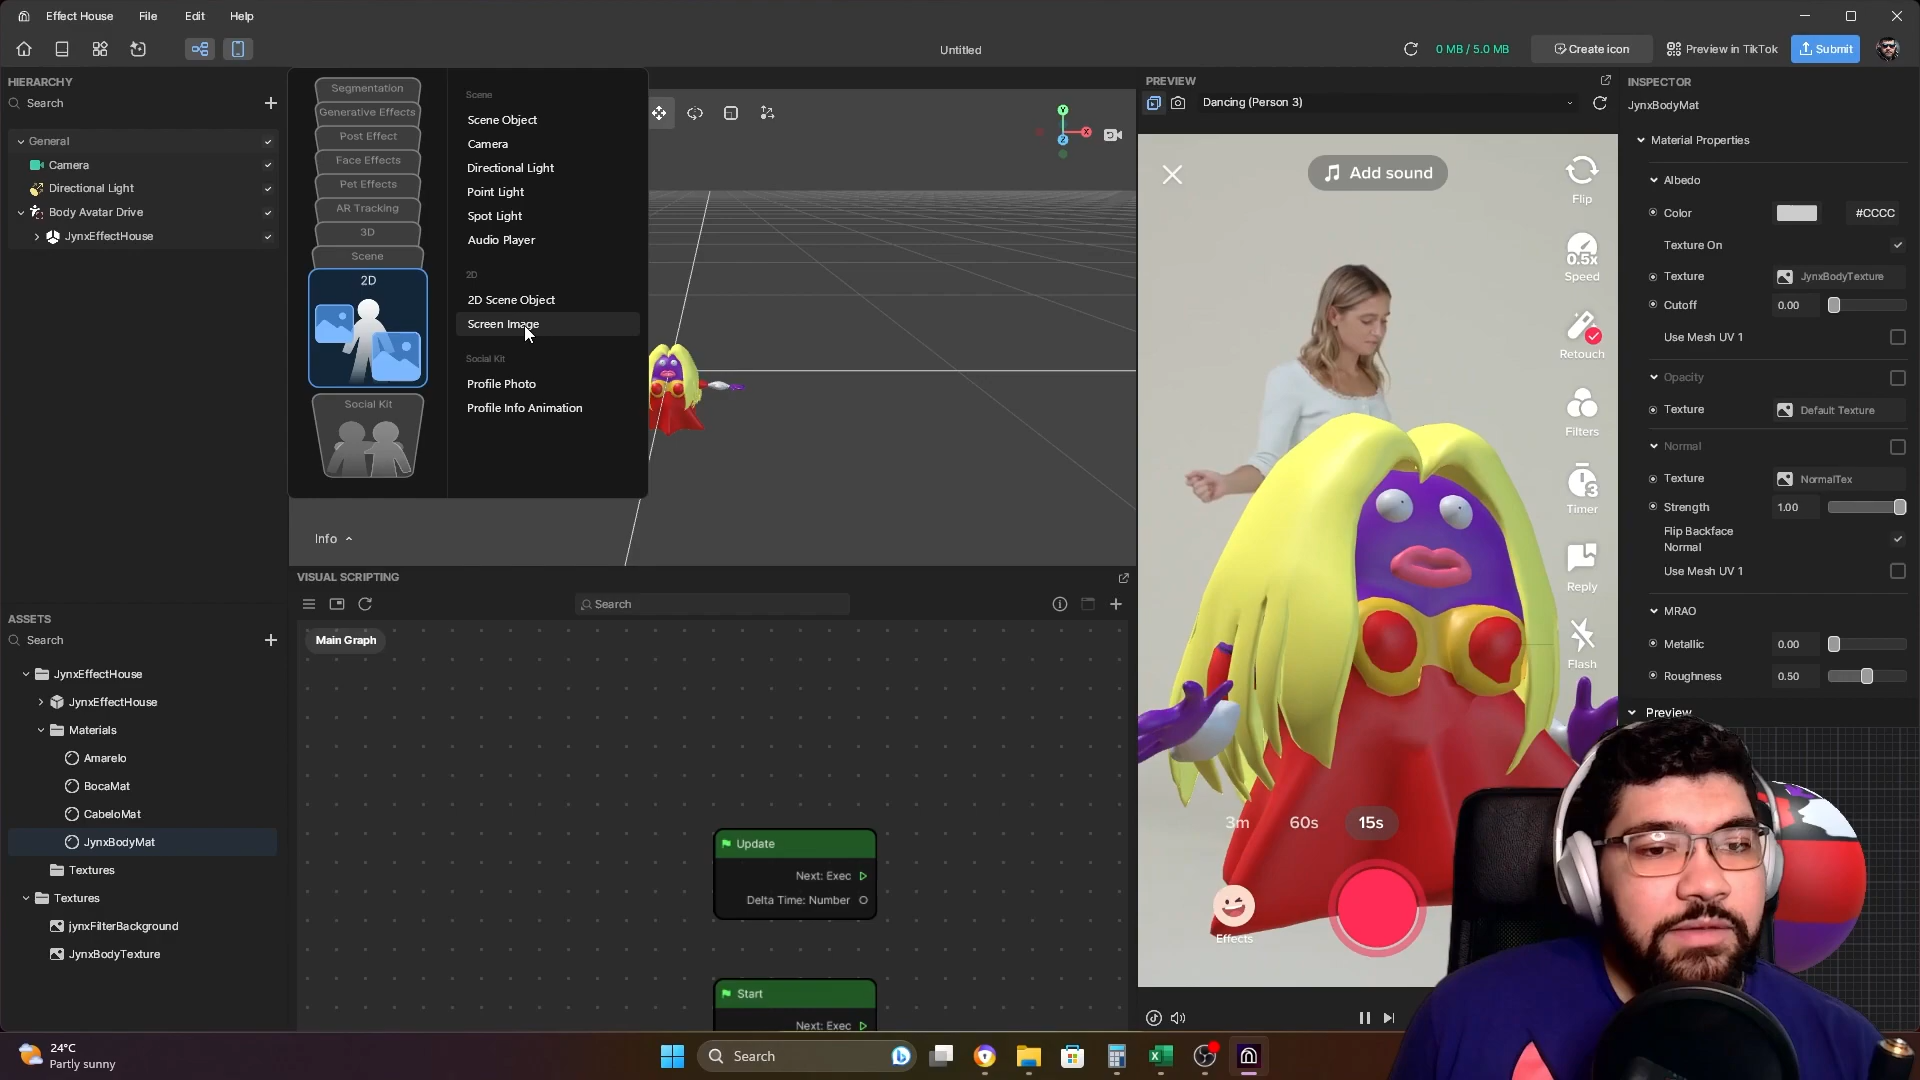 Effect House
File
Edit
Help
Untitled
0 MB / 5.0 MB
Create icon
Preview in TikTok
Submit
HIERARCHY
Search
General
Camera
Directional Light
Body Avatar Drive
JynxEffectHouse
Segmentation
Generative Effects
Post Effect
Face Effects
Pet Effects
AR Tracking
3D
Scene
2D
Social Kit
Scene
Scene Object
Camera
Directional Light
Point Light
Spot Light
Audio Player
2D
2D Scene Object
Screen Image
Social Kit
Profile Photo
Profile Info Animation
Y
X
Z
Info
VISUAL SCRIPTING
Search
Main Graph
Update
Next: Exec
Delta Time: Number
Start
Next: Exec
ASSETS
Search
JynxEffectHouse
JynxEffectHouse
Materials
Amarelo
BocaMat
CabeloMat
JynxBodyMat
Textures
Textures
jynxFilterBackground
JynxBodyTexture
PREVIEW
Dancing (Person 3)
Add sound
Flip
0.5x
Speed
Retouch
Filters
3
Timer
Reply
Flash
3m
60s
15s
Effects
INSPECTOR
JynxBodyMat
Material Properties
Albedo
Color
#CCCC
Texture On
Texture
JynxBodyTexture
Cutoff
0.00
Use Mesh UV 1
Opacity
Texture
Default Texture
Normal
Texture
NormalTex
Strength
1.00
Flip Backface
Normal
Use Mesh UV 1
MRAO
Metallic
0.00
Roughness
0.50
Preview
24°C
Partly sunny
Search